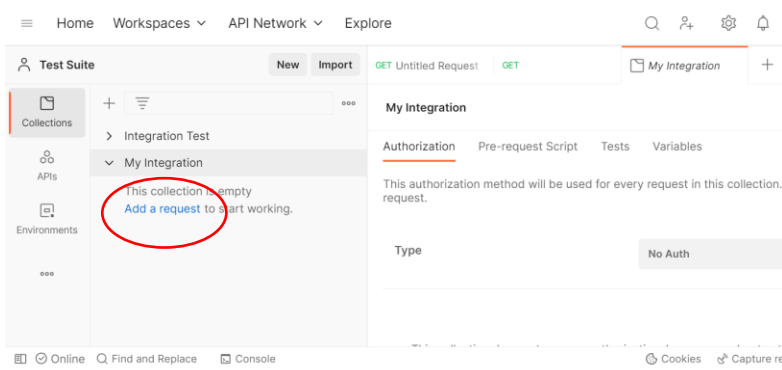 Home Workspaces API Network Explore
Test Suite New Import GET Untitled Request GET My Integration
Collections
APIs
Environments
Integration Test
My Integration
This collection is empty
Add a request to start working.
My Integration
Authorization Pre-request Script Tests Variables
This authorization method will be used for every request in this collection.
request.
Type No Auth
Online Find and Replace Console Cookies Capture re